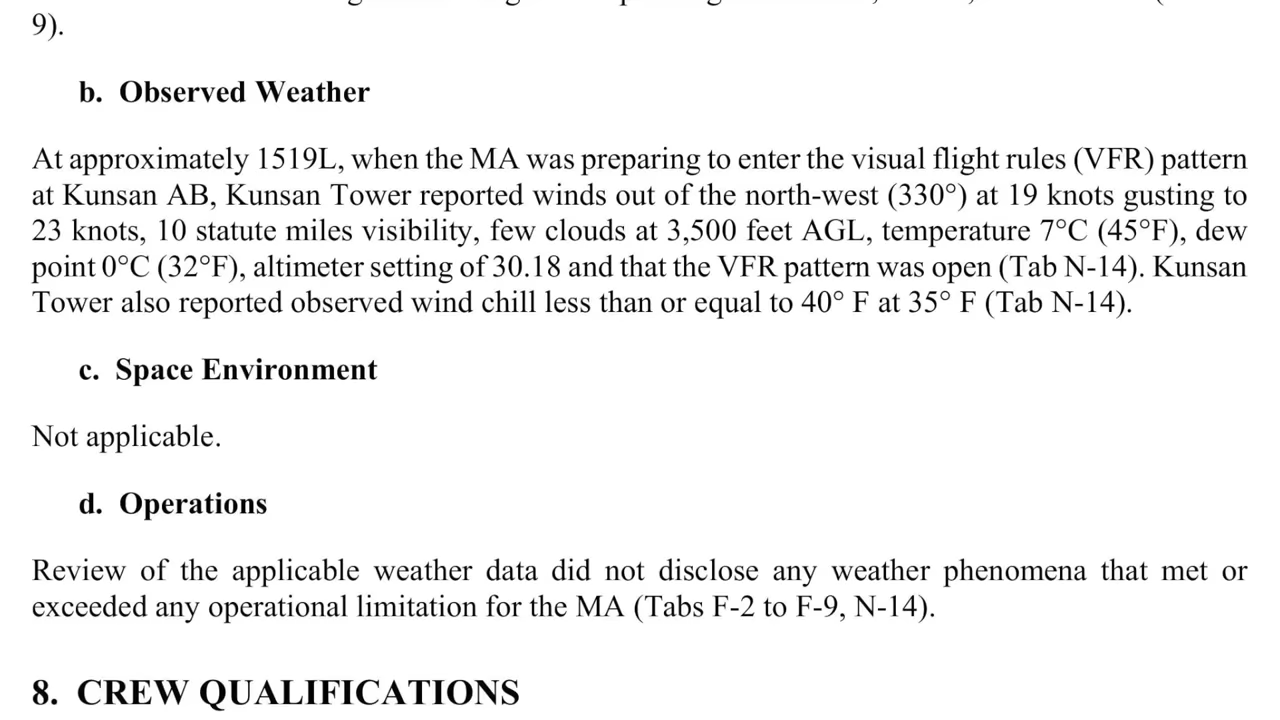 9).
b. Observed Weather
At approximately 1519L, when the MA was preparing to enter the visual flight rules (VFR) pattern
at Kunsan AB, Kunsan Tower reported winds out of the north-west (330°) at 19 knots gusting to
23 knots, 10 statute miles visibility, few clouds at 3,500 feet AGL, temperature 7°C (45°F), dew
point 0°C (32°F), altimeter setting of 30.18 and that the VFR pattern was open (Tab N-14). Kunsan
Tower also reported observed wind chill less than or equal to 40° F at 35° F (Tab N-14).
c. Space Environment
Not applicable.
d. Operations
Review of the applicable weather data did not disclose any weather phenomena that met or
exceeded any operational limitation for the MA (Tabs F-2 to F-9, N-14).
8. CREW QUALIFICATIONS